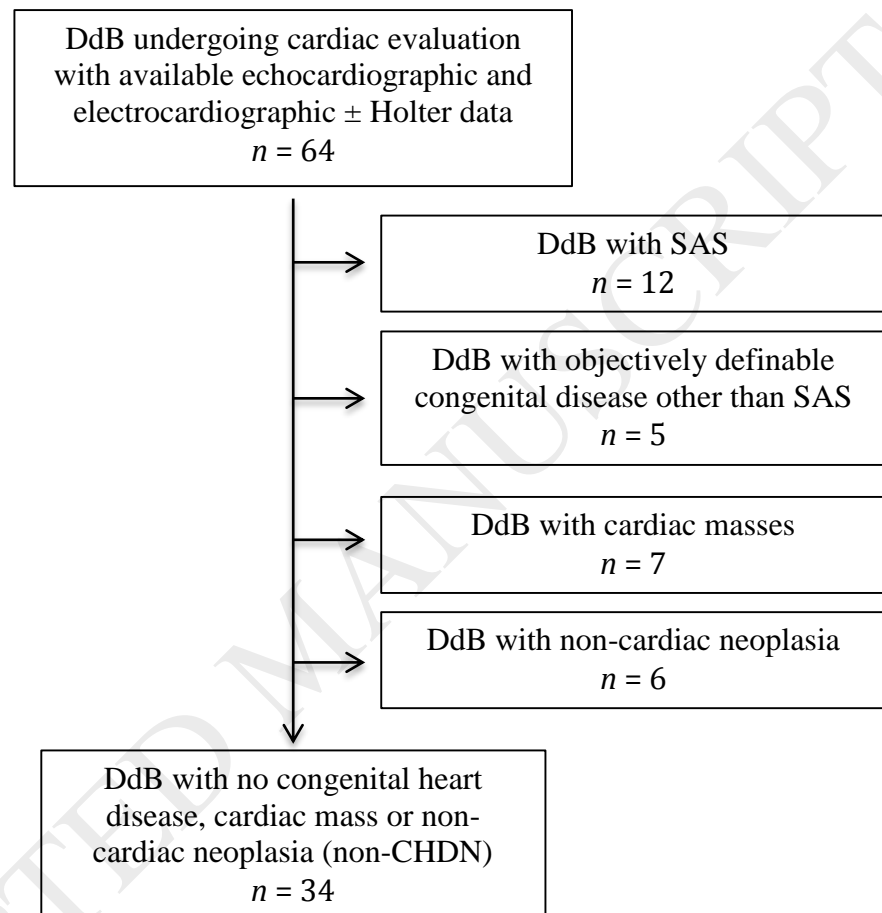 DdB undergoing cardiac evaluation
with available echocardiographic and
electrocardiographic ± Holter data
n = 64
DdB with SAS
n = 12
DdB with objectively definable
congenital disease other than SAS
n = 5
DdB with cardiac masses
n = 7
DdB with non-cardiac neoplasia
n = 6
DdB with no congenital heart
disease, cardiac mass or non-
cardiac neoplasia (non-CHDN)
n = 34
TED MANUSCRIPT